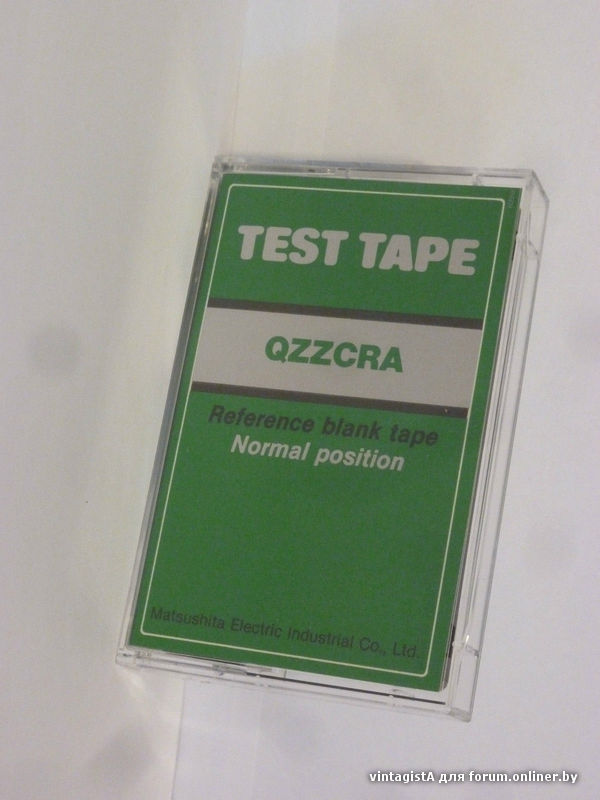 TEST TAPE
QZZCRA
Reference blank tape
Normal position
Matsushita Electric Industrial Co., Ltd.
vintagistA для forum.onliner.by